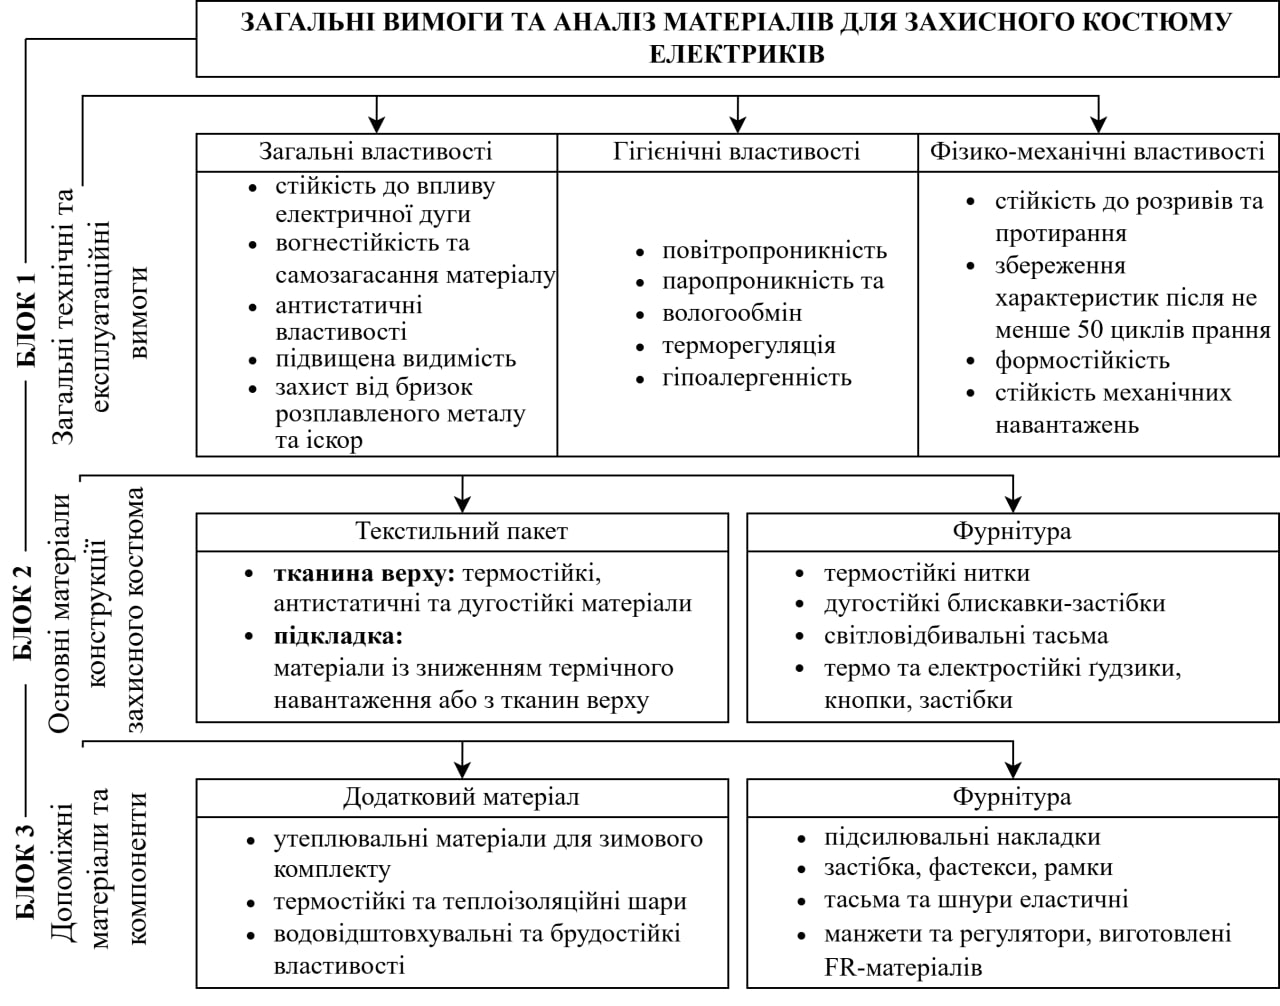 ЗАГАЛЬНІ ВИМОГИ ТА АНАЛІЗ МАТЕРІАЛІВ ДЛЯ ЗАХИСНОГО КОСТЮМУ
ЕЛЕКТРИКІВ
БЛОК 1
Загальні технічні та
експлуатаційні
вимоги
Загальні властивості
• стійкість до впливу
електричної дуги
• вогнестійкість та
самозагасання матеріалу
• антистатичні
властивості
• підвищена видимість
• захист від бризок
розплавленого металу
та іскор
Гігієнічні властивості
• повітропроникність
• паропроникність та
• вологообмін
• терморегуляція
• гіпоалергенність
Фізико-механічні властивості
• стійкість до розривів та
протирання
• збереження
характеристик після не
менше 50 циклів прання
• формостійкість
• стійкість механічних
навантажень
БЛОК 2
Основні матеріали
конструкції
захисного костюма
Текстильний пакет
• тканина верху: термостійкі,
антистатичні та дугостійкі матеріали
• підкладка:
матеріали із зниженням термічного
навантаження або з тканин верху
Фурнітура
• термостійкі нитки
• дугостійкі блискавки-застібки
• світловідбивальні тасьма
• термо та електростійкі ґудзики,
кнопки, застібки
БЛОК 3
Допоміжні
матеріали та
компоненти
Додатковий матеріал
• утеплювальні матеріали для зимового
комплекту
• термостійкі та теплоізоляційні шари
• водовідштовхувальні та брудостійкі
властивості
Фурнітура
• підсилювальні накладки
• застібка, фастекси, рамки
• тасьма та шнури еластичні
• манжети та регулятори, виготовлені
FR-матеріалів